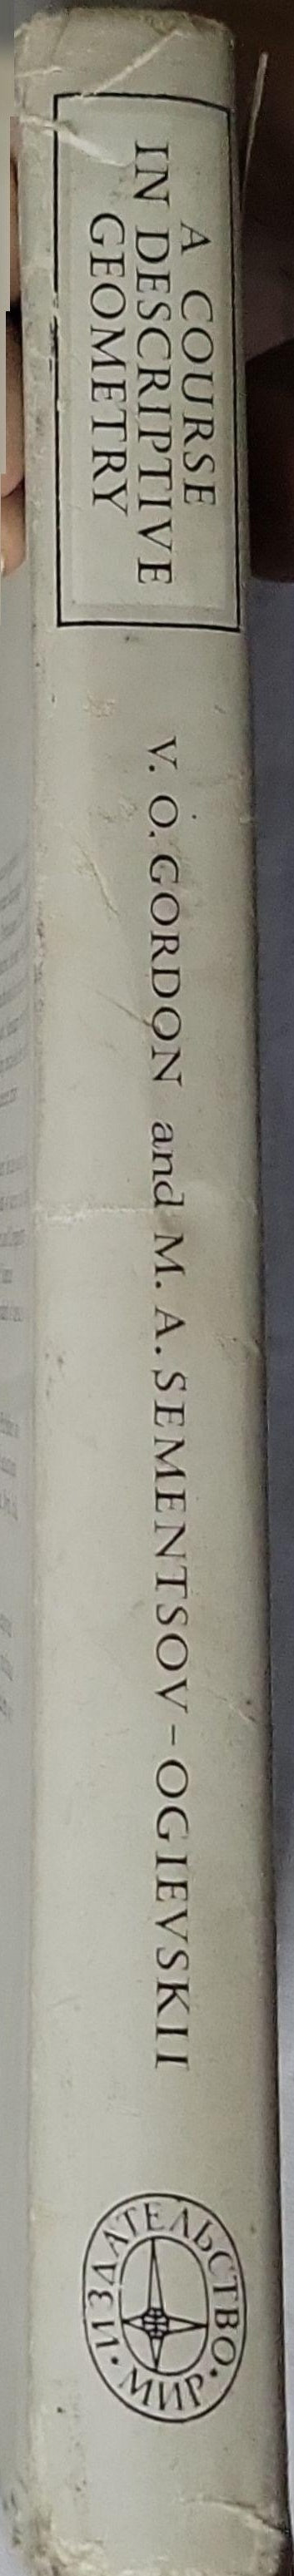 A COURSE
IN DESCRIPTIVE
GEOMETRY
V. O. GORDON and M. A. SEMENTSOV – OGIEVSKII
ИЗДАТЕЛЬСТВО • МИР •